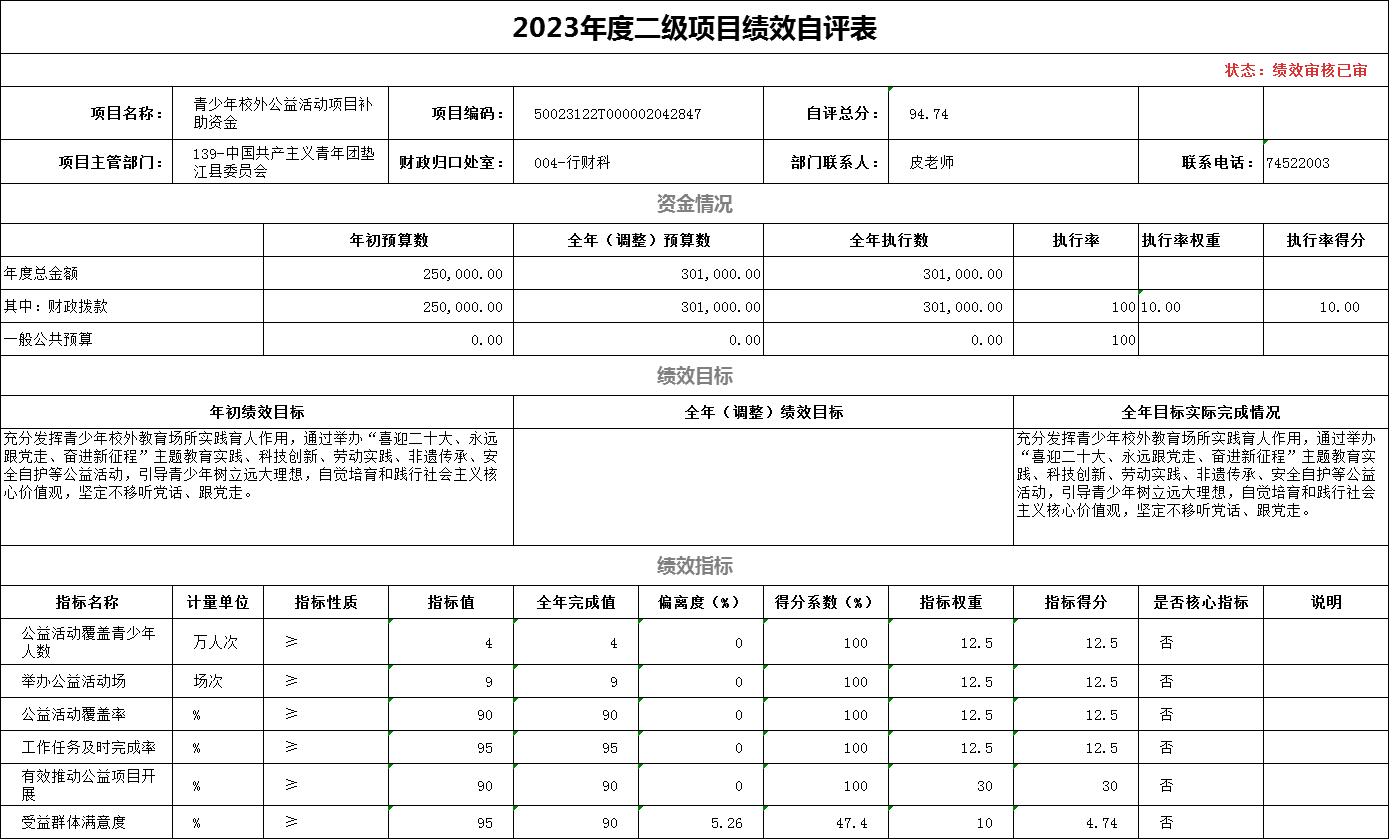 2023年度二级项目绩效自评表
状态：绩效审核已审
项目名称： 青少年校外公益活动项目补 项目编码： 50023122T000002042847 自评总分： 94.74
助资金
项目主管部门： 139-中国共产主义青年团垫 财政归口处室： 004-行财科 部门联系人： 皮老师 联系电话： 74522003
江县委员会
资金情况
年初预算数 全年（调整）预算数 全年执行数 执行率 执行率权重 执行率得分
年度总金额 250,000.00 301,000.00 301,000.00
其中：财政拨款 250,000.00 301,000.00 301,000.00 100 10.00 10.00
一般公共预算 0.00 0.00 0.00 100
绩效目标
年初绩效目标 全年（调整）绩效目标 全年目标实际完成情况
充分发挥青少年校外教育场所实践育人作用，通过举办“喜迎二十大、永远
跟党走、奋进新征程”主题教育实践、科技创新、劳动实践、非遗传承、安
全自护等公益活动，引导青少年树立远大理想，自觉培育和践行社会主义核
心价值观，坚定不移听党话、跟党走。
充分发挥青少年校外教育场所实践育人作用，通过举办
“喜迎二十大、永远跟党走、奋进新征程”主题教育实
践、科技创新、劳动实践、非遗传承、安全自护等公益
活动，引导青少年树立远大理想，自觉培育和践行社会
主义核心价值观，坚定不移听党话、跟党走。
绩效指标
指标名称 计量单位 指标性质 指标值 全年完成值 偏离度（%） 得分系数（%） 指标权重 指标得分 是否核心指标 说明
公益活动覆盖青少年 万人次 ≥ 4 4 0 100 12.5 12.5 否
人数
举办公益活动场 场次 ≥ 9 9 0 100 12.5 12.5 否
公益活动覆盖率 % ≥ 90 90 0 100 12.5 12.5 否
工作任务及时完成率 % ≥ 95 95 0 100 12.5 12.5 否
有效推动公益项目开 % ≥ 90 90 0 100 30 30 否
展
受益群体满意度 % ≥ 95 90 5.26 47.4 10 4.74 否